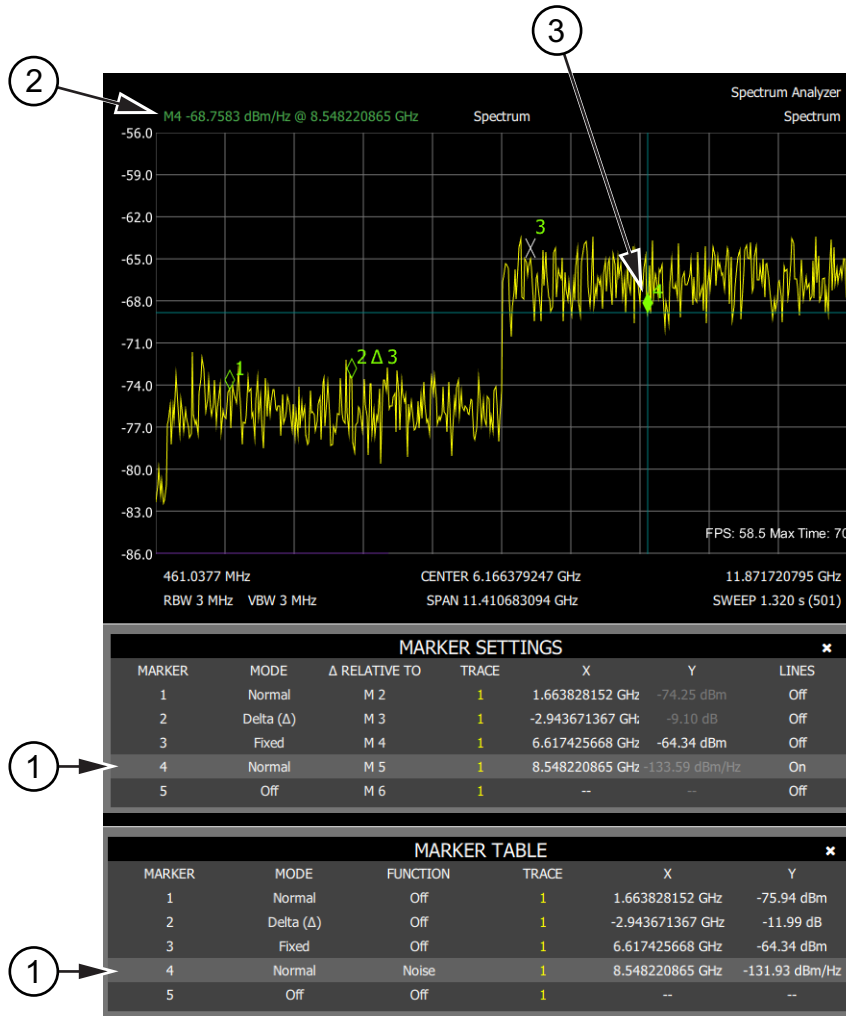 3
2
Spectrum Analyzer
M4 -68.7583 dBm/Hz @ 8.548220865 GHz Spectrum Spectrum
-56.0
-59.0
-62.0
3
-65.0
-68.0
4
-71.0
1
2 Δ 3
-74.0
-77.0
-80.0
-83.0
FPS: 58.5 Max Time: 70
-86.0
461.0377 MHz CENTER 6.166379247 GHz 11.871720795 GHz
RBW 3 MHz VBW 3 MHz SPAN 11.410683094 GHz SWEEP 1.320 s (501)
MARKER SETTINGS ×
MARKER MODE Δ RELATIVE TO TRACE X Y LINES
1 Normal M 2 1 1.663828152 GHz -74.25 dBm Off
2 Delta (Δ) M 3 1 -2.943671367 GHz -9.10 dB Off
3 Fixed M 4 1 6.617425668 GHz -64.34 dBm Off
1
4 Normal M 5 1 8.548220865 GHz -133.59 dBm/Hz On
5 Off M 6 1 -- -- Off
MARKER TABLE ×
MARKER MODE FUNCTION TRACE X Y
1 Normal Off 1 1.663828152 GHz -75.94 dBm
2 Delta (Δ) Off 1 -2.943671367 GHz -11.99 dB
3 Fixed Off 1 6.617425668 GHz -64.34 dBm
1
4 Normal Noise 1 8.548220865 GHz -131.93 dBm/Hz
5 Off Off 1 -- --